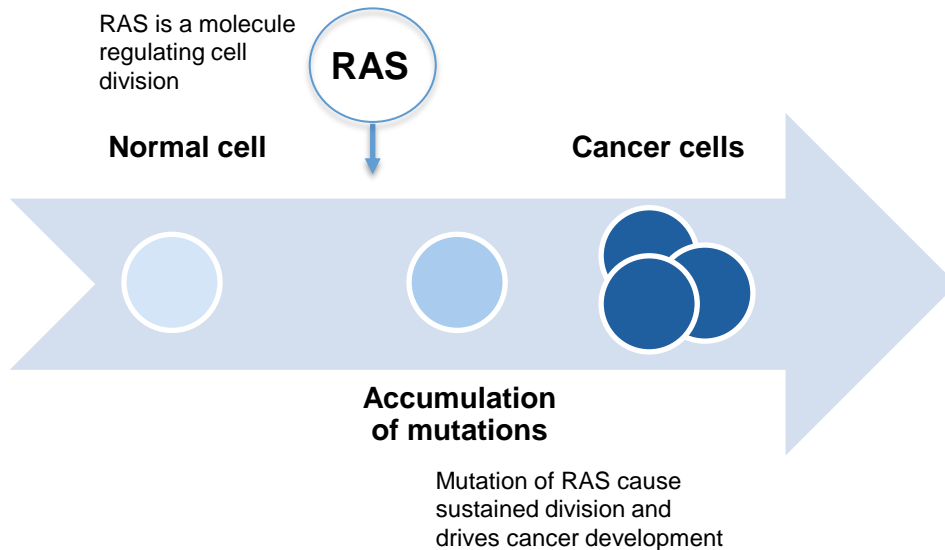 RAS is a molecule
regulating cell
division
RAS
Normal cell
Cancer cells
Accumulation
of mutations
Mutation of RAS cause
sustained division and
drives cancer development